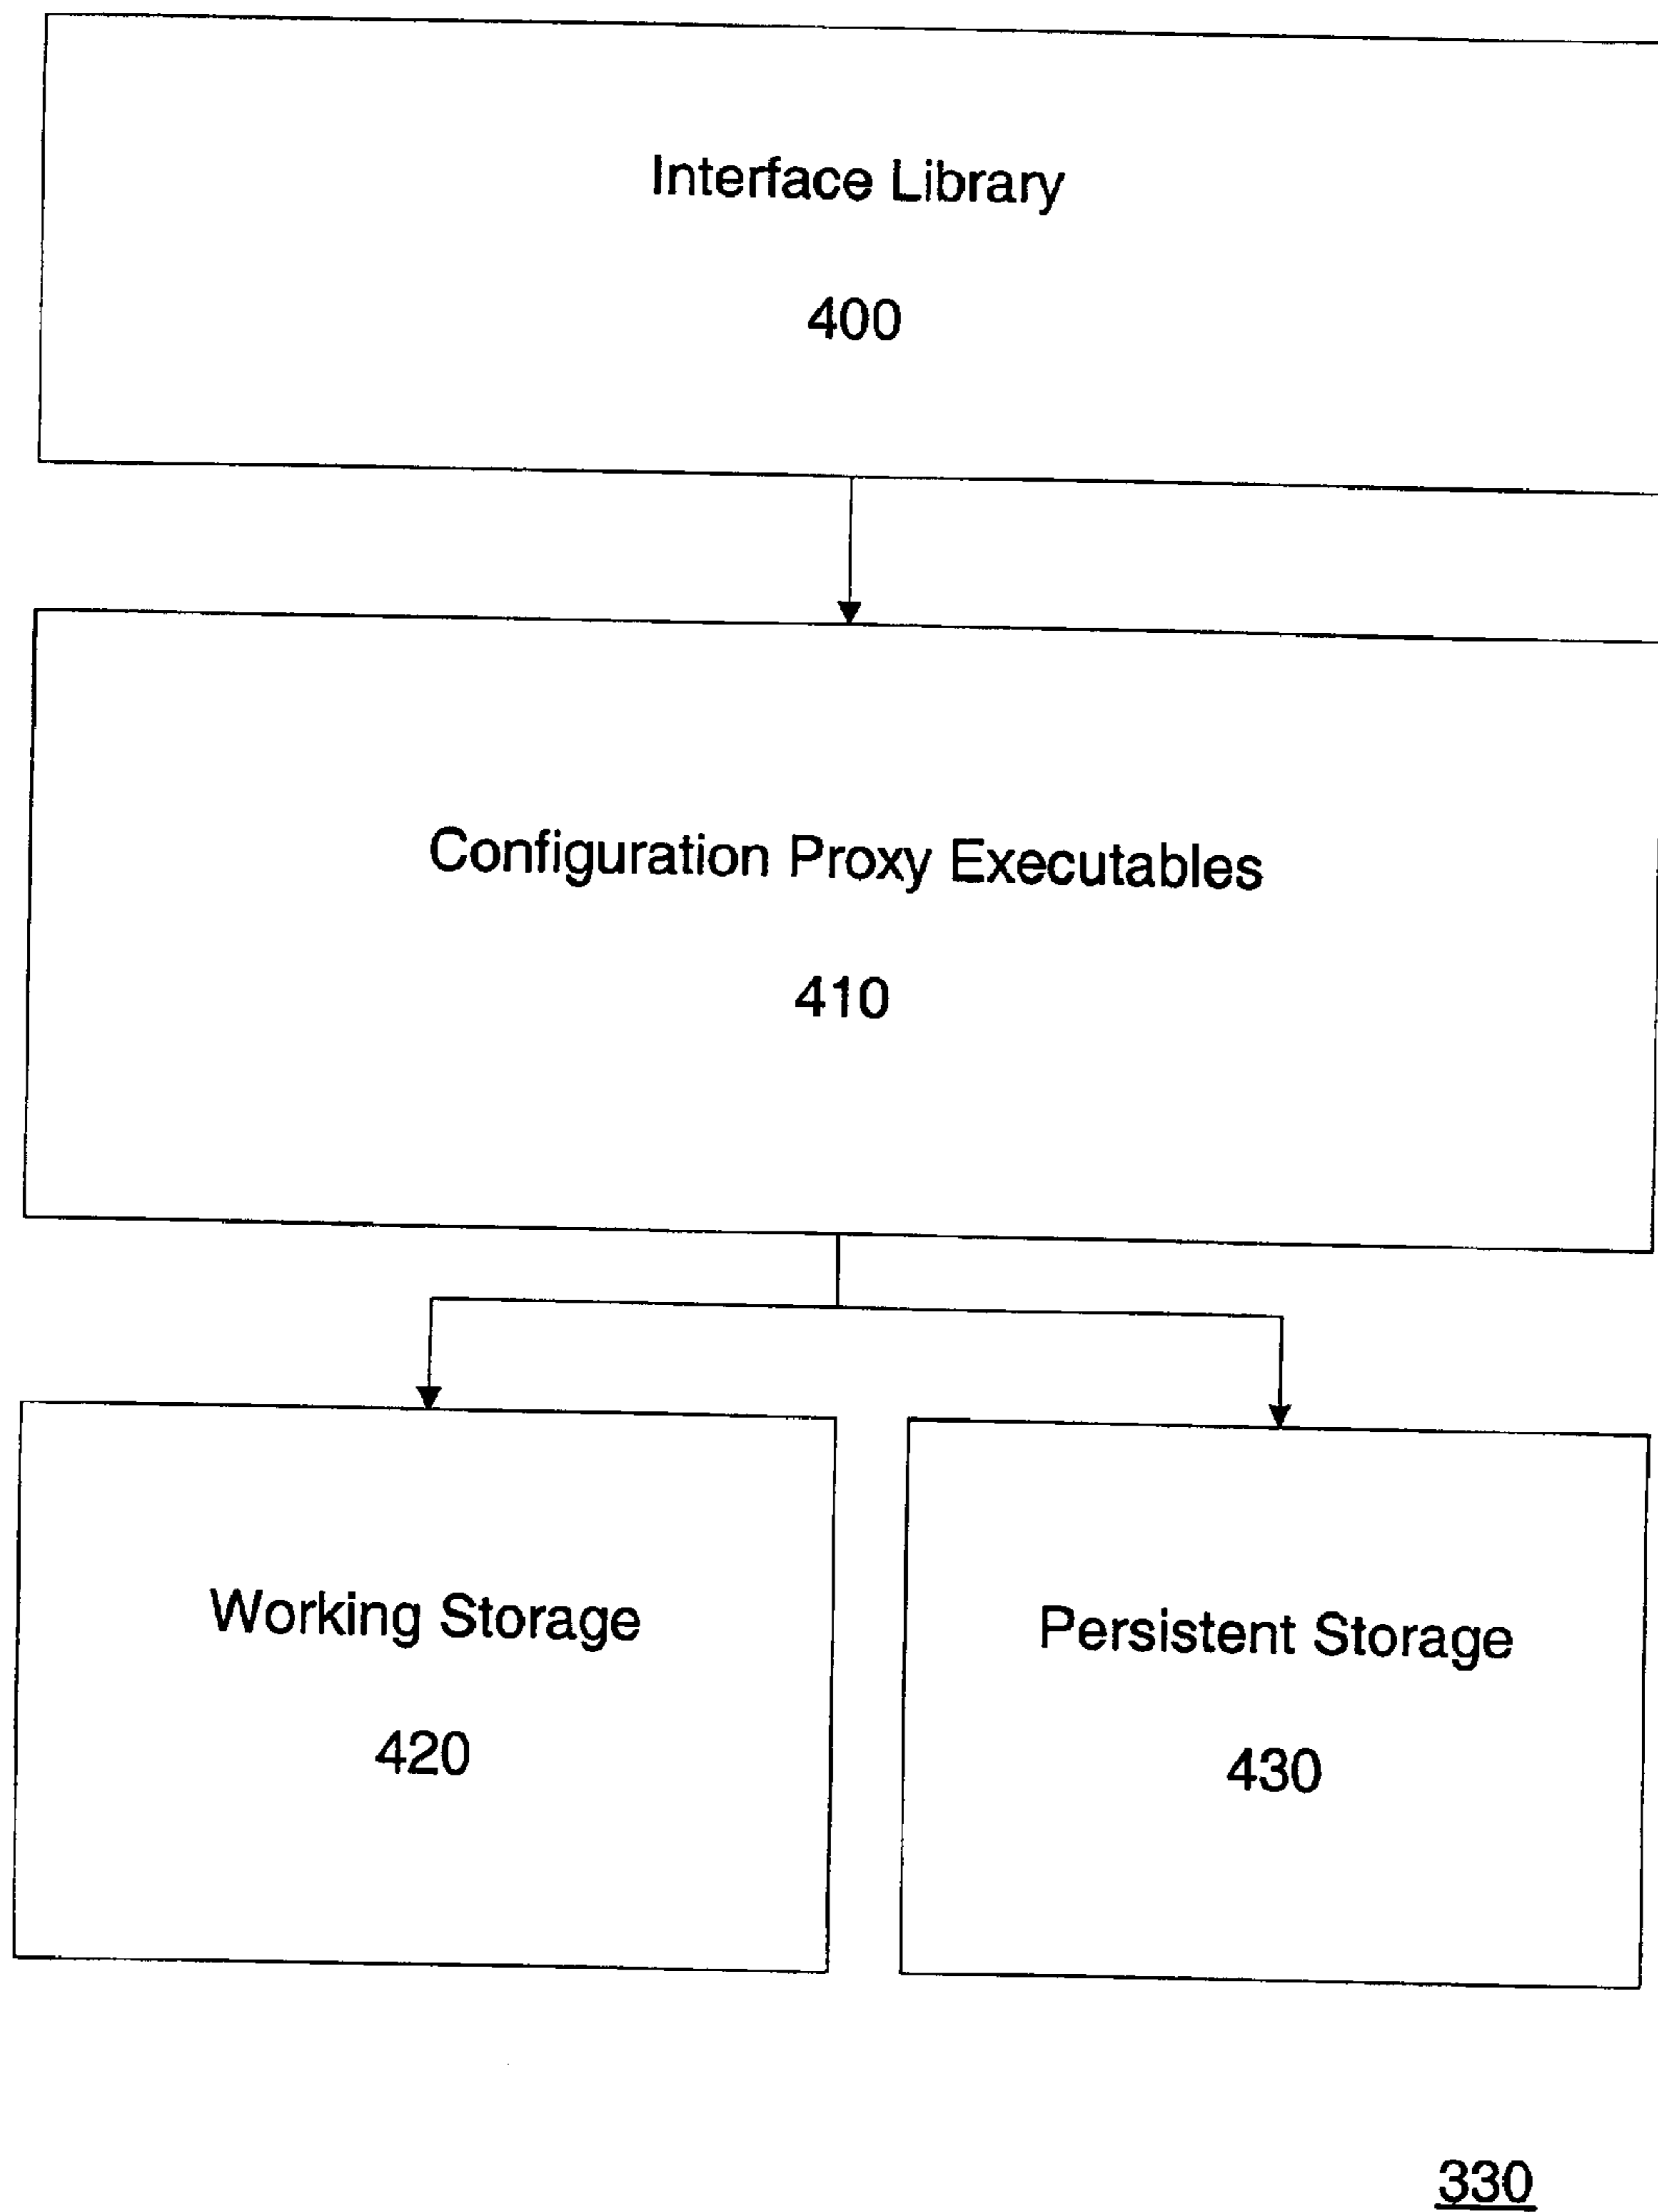 Interface Library
400
Configuration Proxy Executables
410
Working Storage
420
Persistent Storage
430
330